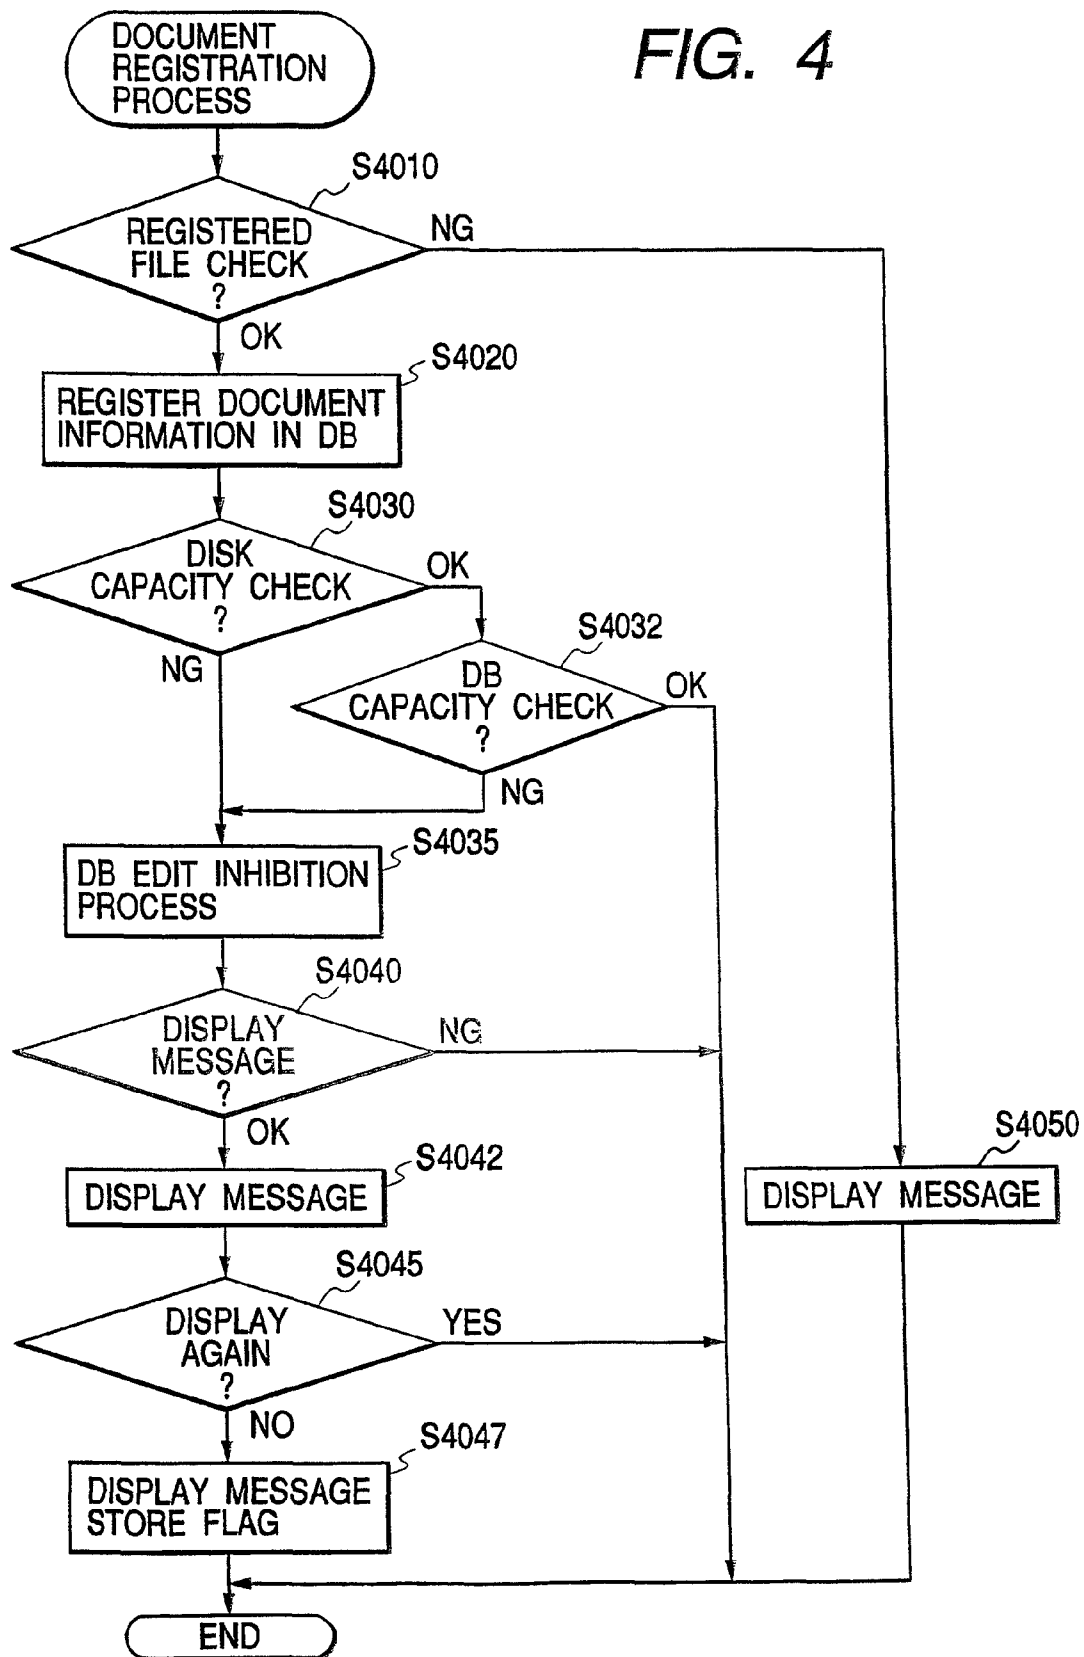 FIG. 4
DOCUMENT
REGISTRATION
PROCESS
S4010
REGISTERED
FILE CHECK
?
NG
OK
S4020
REGISTER DOCUMENT
INFORMATION IN DB
S4030
DISK
CAPACITY CHECK
?
OK
NG
S4032
DB
CAPACITY CHECK
?
OK
NG
S4035
DB EDIT INHIBITION
PROCESS
S4040
DISPLAY
MESSAGE
?
NG
OK
S4042
DISPLAY MESSAGE
S4050
DISPLAY MESSAGE
S4045
DISPLAY
AGAIN
?
YES
NO
S4047
DISPLAY MESSAGE
STORE FLAG
END